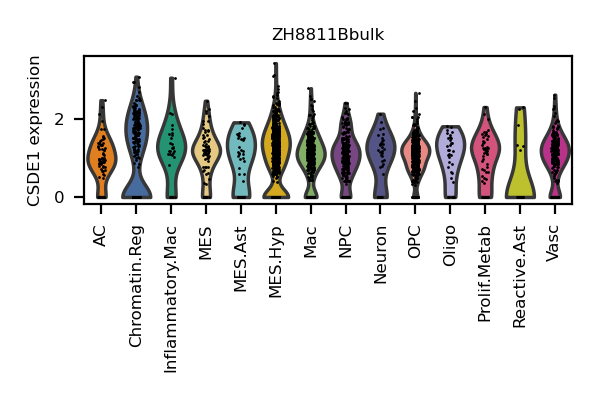 ZH8811Bbulk
CSDE1 expression
2
0
AC
Chromatin.Reg
Inflammatory.Mac
MES
MES.Ast
MES.Hyp
Mac
NPC
Neuron
OPC
Oligo
Prolif.Metab
Reactive.Ast
Vasc